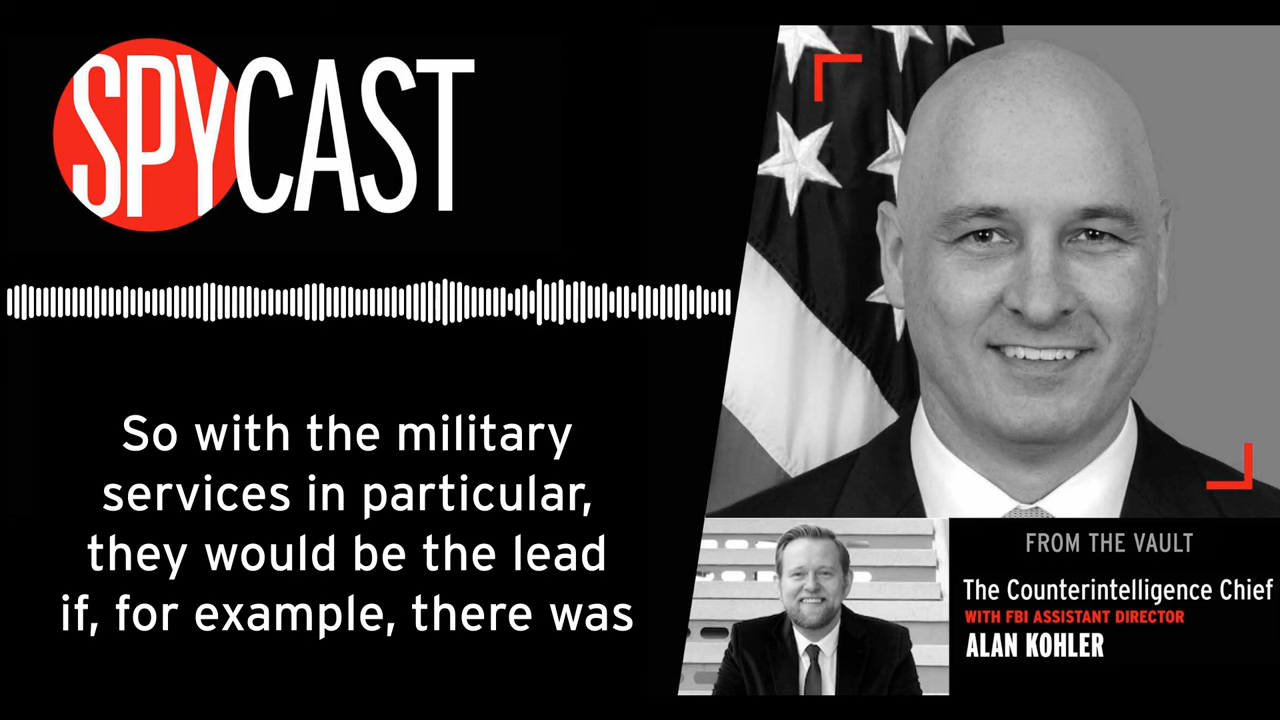 SPYCAST
So with the military
services in particular,
they would be the lead
if, for example, there was
FROM THE VAULT
The Counterintelligence Chief
WITH FBI ASSISTANT DIRECTOR
ALAN KOHLER